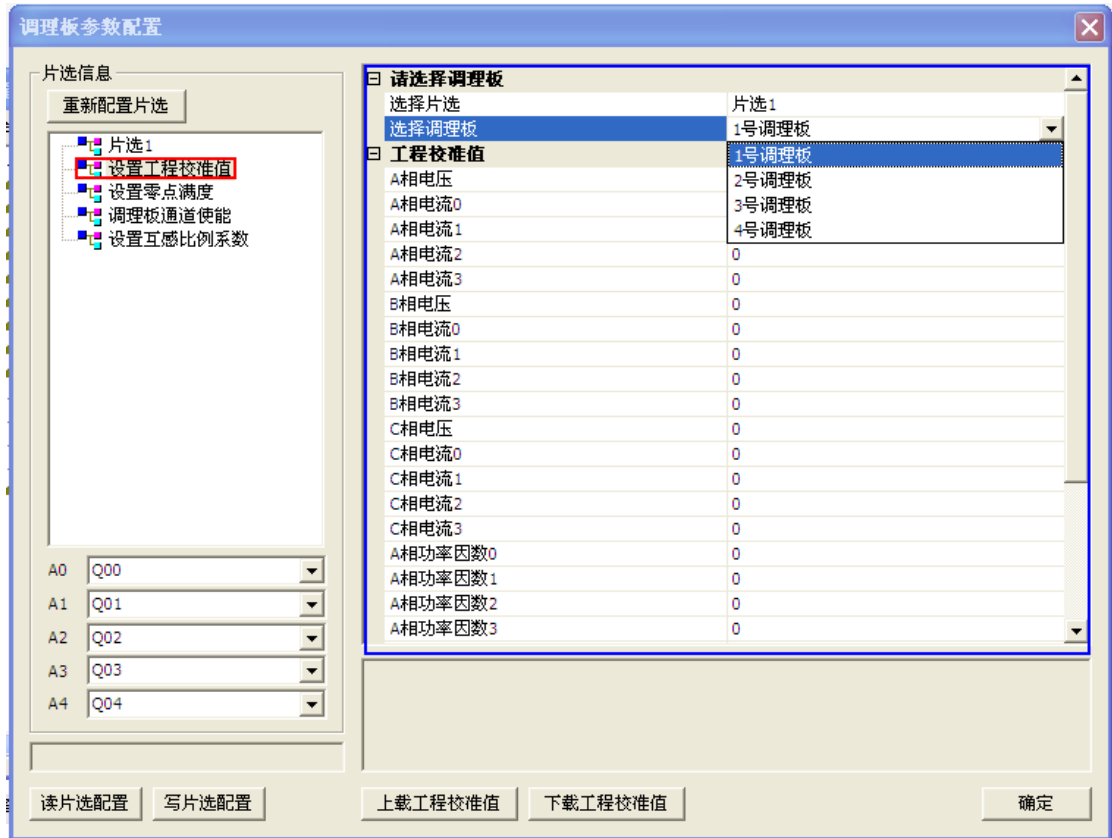 调理板参数配置
片选信息
重新配置片选
片选1
设置工程校准值
设置零点满度
调理板通道使能
设置互感比例系数
A0 Q00
A1 Q01
A2 Q02
A3 Q03
A4 Q04
读片选配置 写片选配置
请选择调理板
选择片选 片选1
选择调理板 1号调理板
1号调理板
2号调理板
3号调理板
4号调理板
工程校准值
A相电压
A相电流0
A相电流1
A相电流2 0
A相电流3 0
B相电压 0
B相电流0 0
B相电流1 0
B相电流2 0
B相电流3 0
C相电压 0
C相电流0 0
C相电流1 0
C相电流2 0
C相电流3 0
A相功率因数0 0
A相功率因数1 0
A相功率因数2 0
A相功率因数3 0
上载工程校准值 下载工程校准值 确定